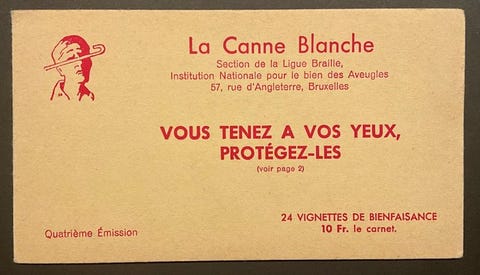 La Canne Blanche
Section de la Ligue Braille,
Institution Nationale pour le bien des Aveugles
57, rue d'Angleterre, Bruxelles
VOUS TENEZ A VOS YEUX,
PROTÉGEZ-LES
(voir page 2)
24 VIGNETTES DE BIENFAISANCE
10 Fr. le carnet.
Quatrième Émission